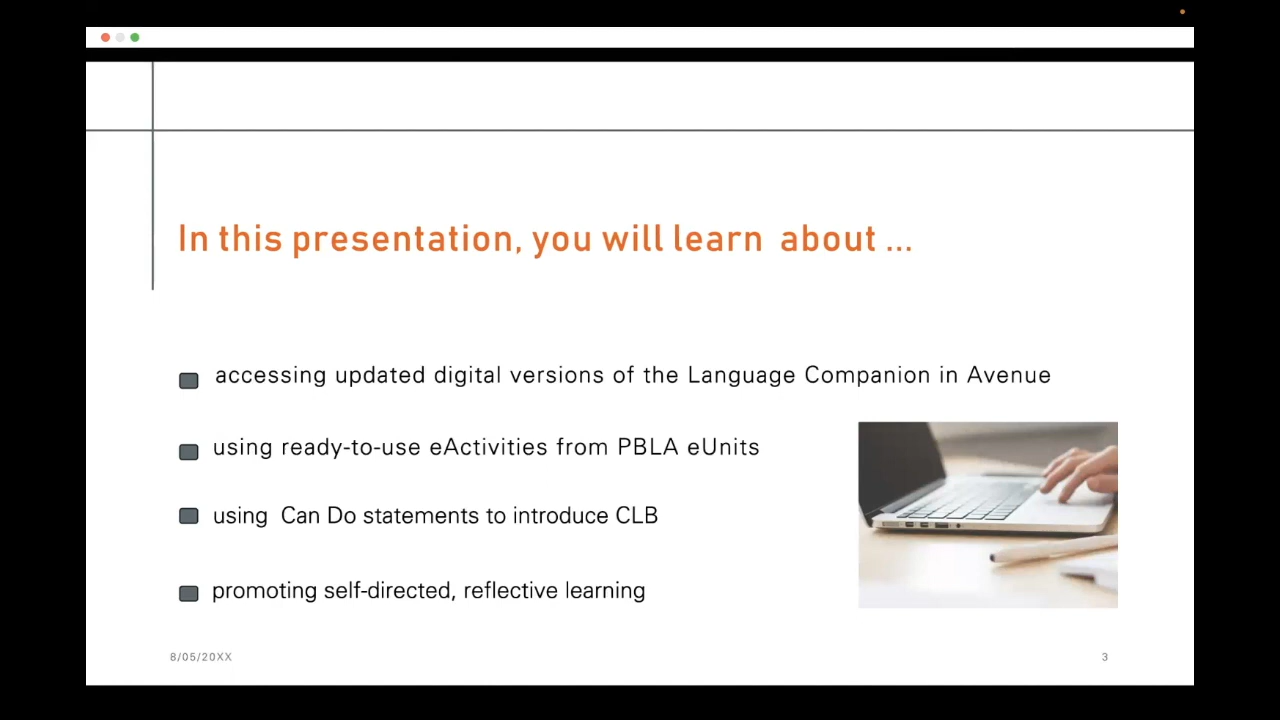 In this presentation, you will learn about ...
accessing updated digital versions of the Language Companion in Avenue
using ready-to-use eActivities from PBLA eUnits
using Can Do statements to introduce CLB
promoting self-directed, reflective learning
8/05/20XX
3